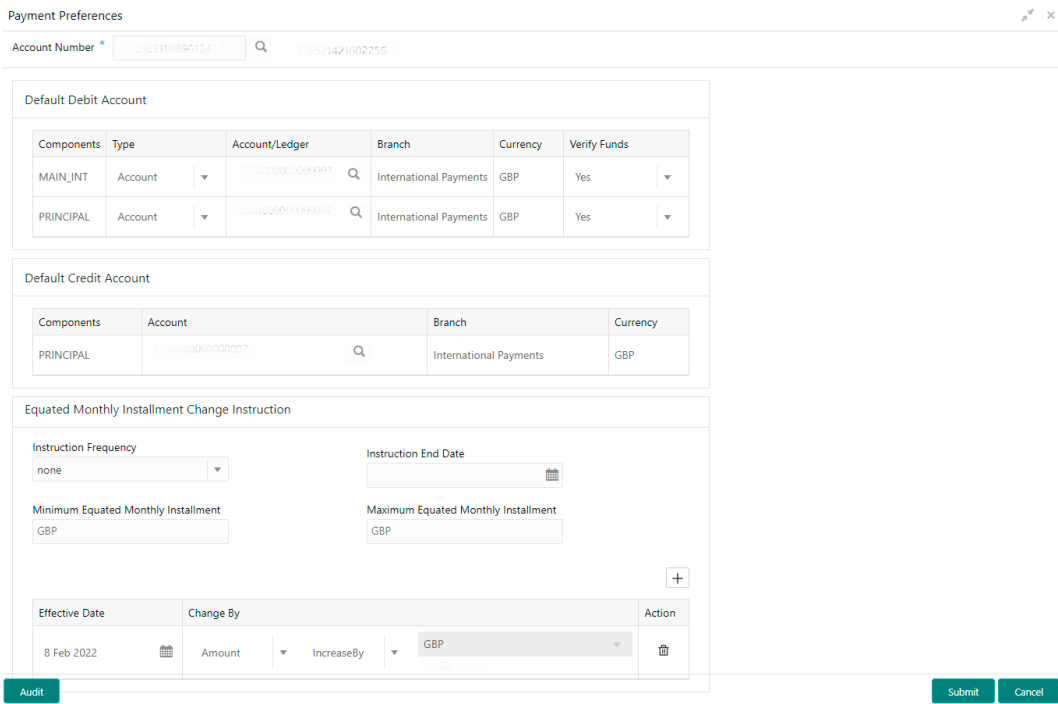 Payment Preferences
Account Number *
Default Debit Account
Components Type Account/Ledger Branch Currency Verify Funds
MAIN_INT Account International Payments GBP Yes
PRINCIPAL Account International Payments GBP Yes
Default Credit Account
Components Account Branch Currency
PRINCIPAL International Payments GBP
Equated Monthly Installment Change Instruction
Instruction Frequency Instruction End Date
none
Minimum Equated Monthly Installment Maximum Equated Monthly Installment
GBP GBP
Effective Date Change By Action
8 Feb 2022 Amount IncreaseBy GBP
Audit Submit Cancel